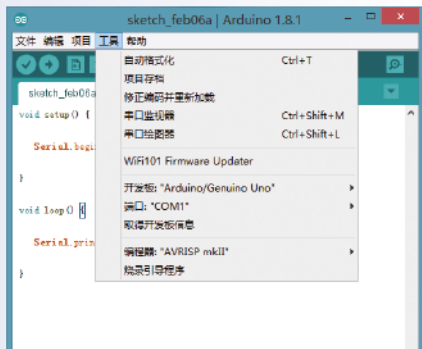 sketch_feb06a | Arduino 1.8.1
文件 编辑 项目 工具 帮助
自动格式化 Ctrl+T
项目存档
修正编码并重新加载
串口监视器 Ctrl+Shift+M
串口绘图器 Ctrl+Shift+L
WiFi101 Firmware Updater
开发板: "Arduino/Genuino Uno"
端口: "COM1"
取得开发板信息
编程器: "AVRISP mkII"
烧录引导程序
sketch_feb06a
void setup() {
Serial.begi
}
void loop() {
Serial.prin
}